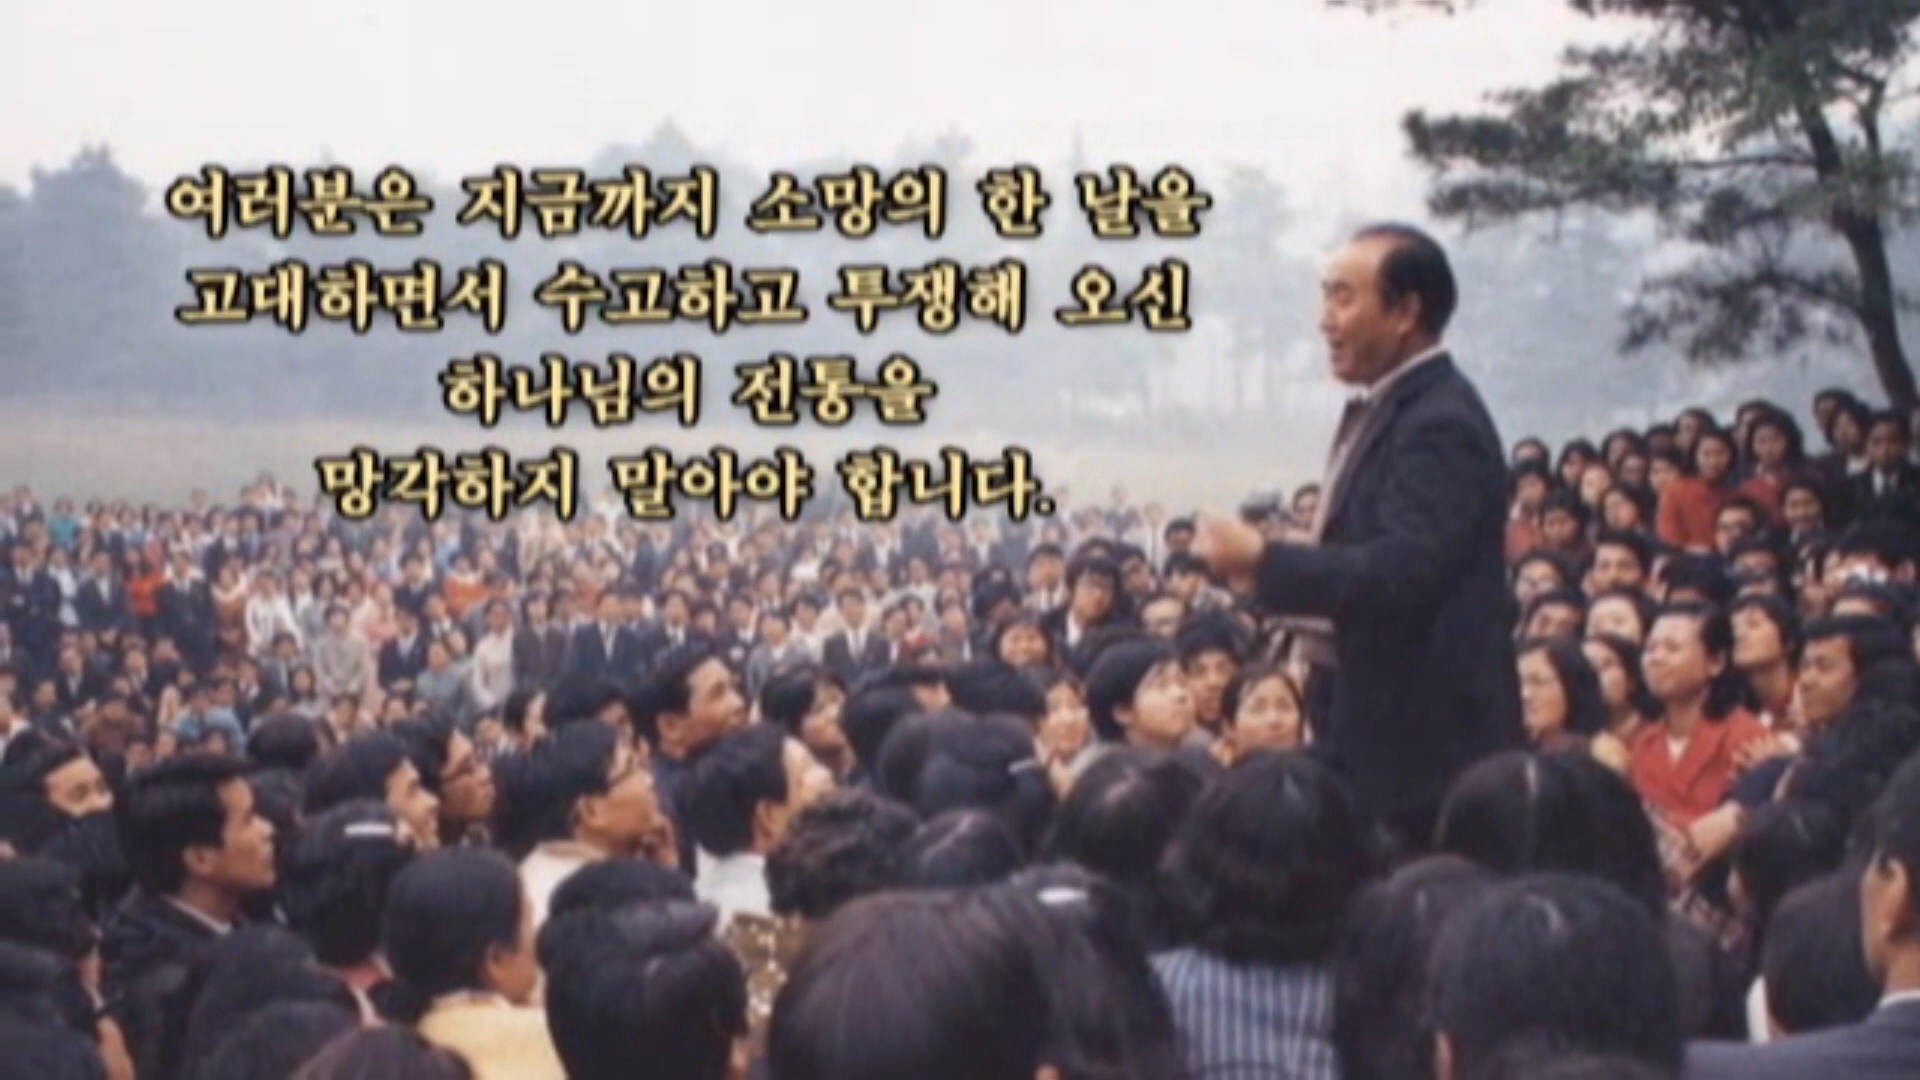 여러분은 지금까지 소망의 한 날을
고대하면서 수고하고 투쟁해 오신
하나님의 전통을
망각하지 말아야 합니다.